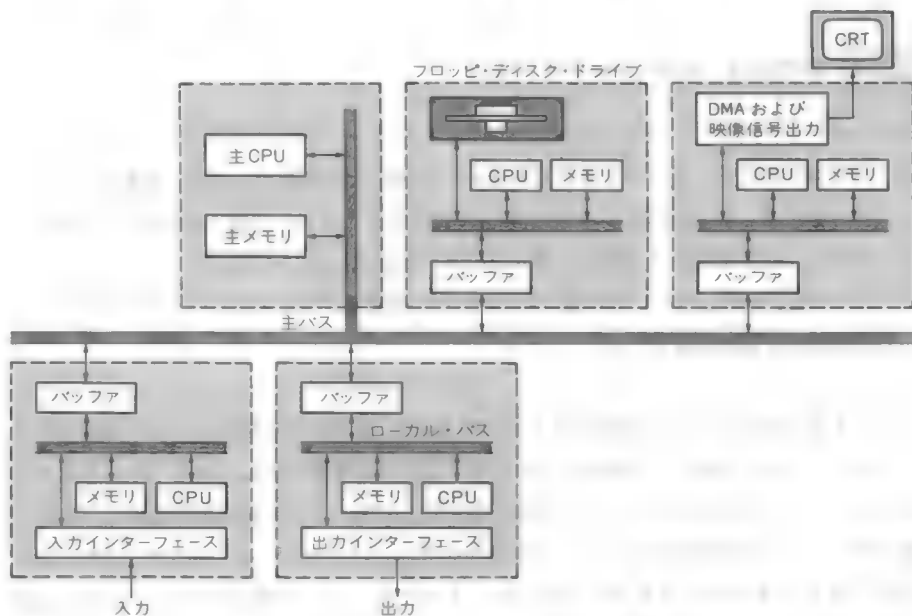 CRT
フロッピ・ディスク・ドライブ
DMA および
映像信号出力
主CPU
CPU
メモリ
CPU
メモリ
主メモリ
バッファ
バッファ
主バス
バッファ
バッファ
ローカル・バス
メモリ
CPU
メモリ
CPU
入力インターフェース
出力インターフェース
入力
出力